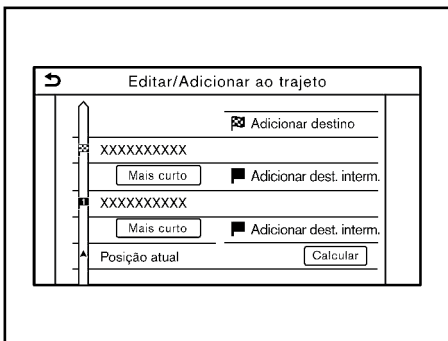 Editar/Adicionar ao trajeto
Adicionar destino
XXXXXXXXXX
Mais curto
Adicionar dest. interm.
1 XXXXXXXXXX
Mais curto
Adicionar dest. interm.
Posição atual
Calcular